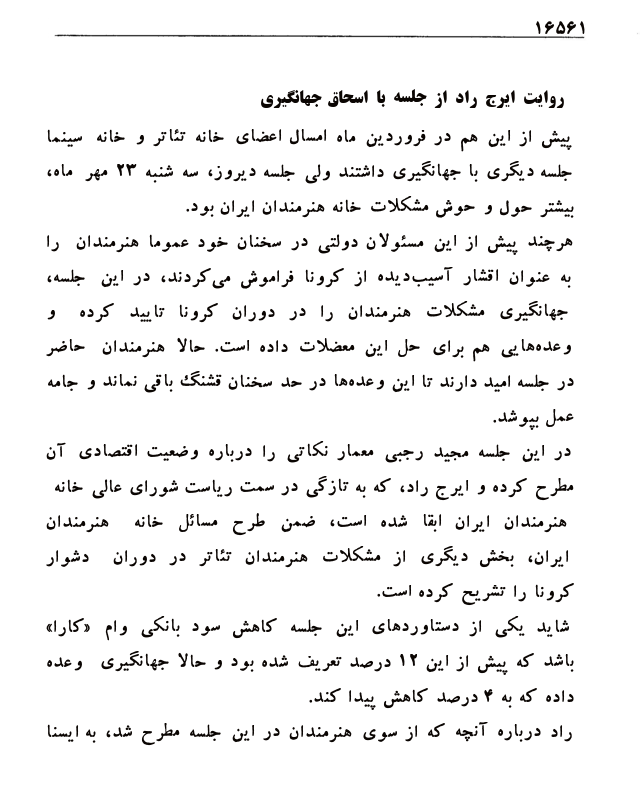 ۱۶۵۶۱
روایت ایرج راد از جلسه با اسحاق جهانگیری
پیش از این هم در فروردین ماه امسال اعضای خانه تئاتر و خانه سینما
جلسه دیگری با جهانگیری داشتند ولی جلسه دیروز، سه شنبه ۲۳ مهر ماه،
بیشتر حول و حوش مشکلات خانه هنرمندان ایران بود.
هرچند پیش از این مسئولان دولتی در سخنان خود عموما هنرمندان را
به عنوان اقشار آسیب‌دیده از کرونا فراموش می‌کردند، در این جلسه،
جهانگیری مشکلات هنرمندان را در دوران کرونا تایید کرده و
وعده‌هایی هم برای حل این معضلات داده است. حالا هنرمندان حاضر
در جلسه امید دارند تا این وعده‌ها در حد سخنان قشنگ باقی نماند و جامه
عمل بپوشد.
در این جلسه مجید رجبی معمار نکاتی را درباره وضعیت اقتصادی آن
مطرح کرده و ایرج راد، که به تازگی در سمت ریاست شورای عالی خانه
هنرمندان ایران ابقا شده است، ضمن طرح مسائل خانه هنرمندان
ایران، بخش دیگری از مشکلات هنرمندان تئاتر در دوران دشوار
کرونا را تشریح کرده است.
شاید یکی از دستاوردهای این جلسه کاهش سود بانکی وام «کارا»
باشد که پیش از این ۱۲ درصد تعریف شده بود و حالا جهانگیری وعده
داده که به ۴ درصد کاهش پیدا کند.
راد درباره آنچه که از سوی هنرمندان در این جلسه مطرح شد، به ایسنا